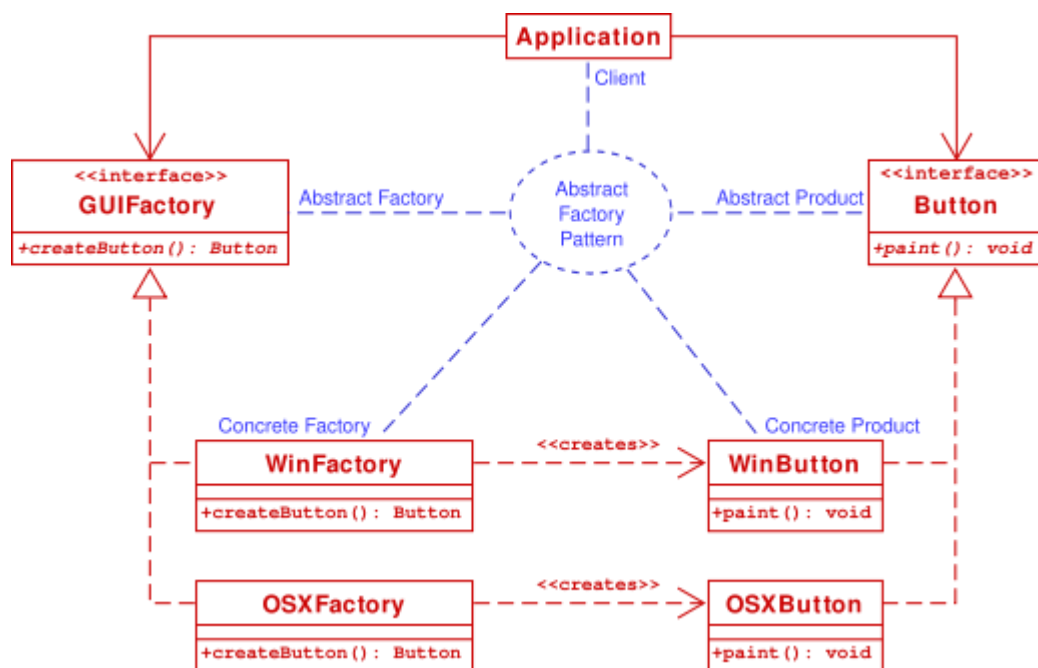 Application
Client
<<interface>>
GUIFactory
+createButton(): Button
Abstract Factory
Abstract
Factory
Pattern
Abstract Product
<<interface>>
Button
+paint(): void
Concrete Factory
WinFactory
+createButton(): Button
<<creates>>
Concrete Product
WinButton
+paint(): void
OSXFactory
+createButton(): Button
<<creates>>
OSXButton
+paint(): void